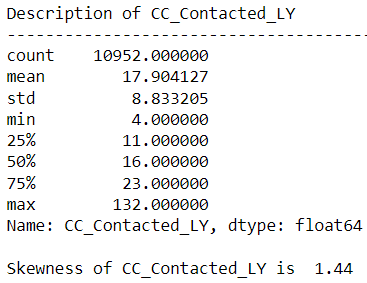 Description of CC_Contacted_LY
------------------------------------
count    10952.000000
mean        17.904127
std          8.833205
min          4.000000
25%         11.000000
50%         16.000000
75%         23.000000
max        132.000000
Name: CC_Contacted_LY, dtype: float64
Skewness of CC_Contacted_LY is  1.44